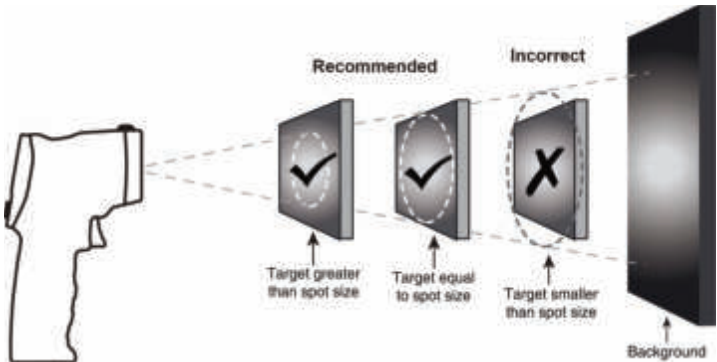 Recommended
Incorrect
Target greater
than spot size
Target equal
to spot size
Target smaller
than spot size
Background